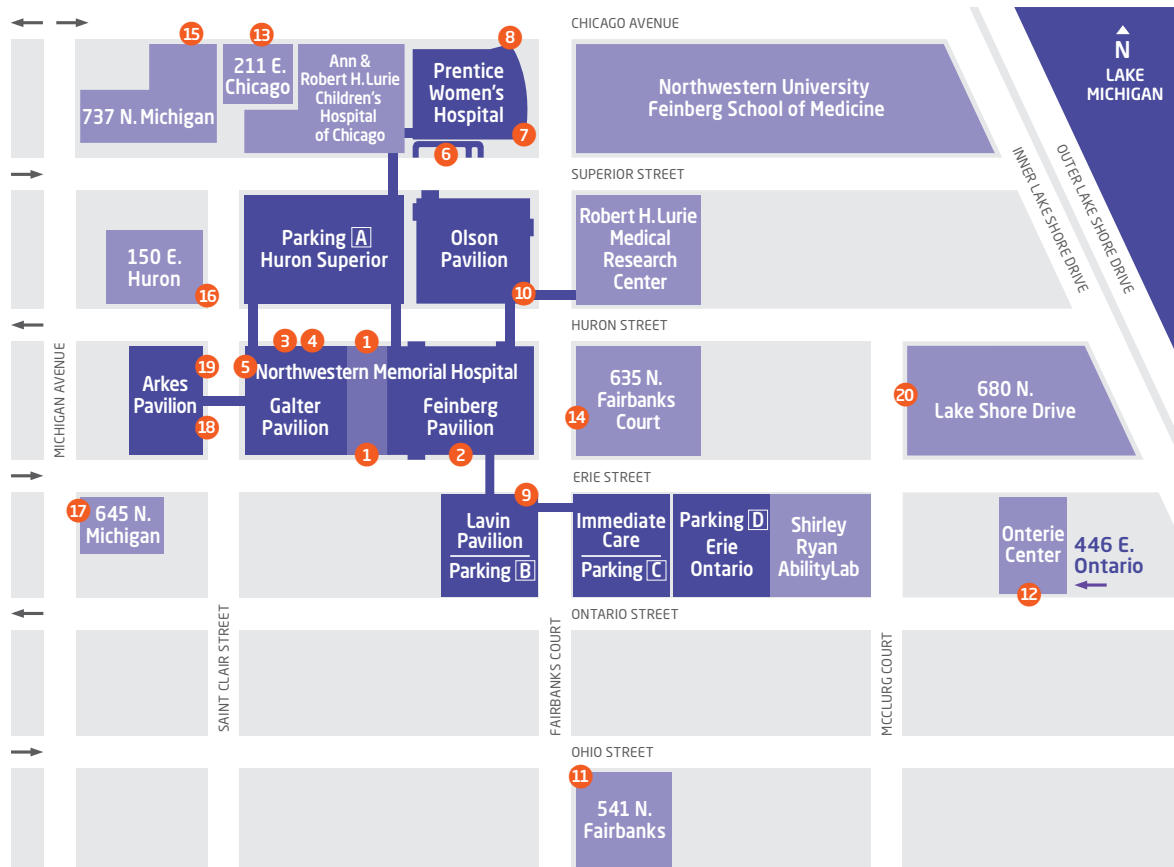 CHICAGO AVENUE
15
13
8
N
LAKE
MICHIGAN
737 N. Michigan
211 E.
Chicago
Ann &
Robert H. Lurie
Children's
Hospital
of Chicago
Prentice
Women's
Hospital
7
6
Northwestern University
Feinberg School of Medicine
INNER LAKE SHORE DRIVE
OUTER LAKE SHORE DRIVE
SUPERIOR STREET
150 E.
Huron
16
Parking A
Huron Superior
Olson
Pavilion
10
Robert H. Lurie
Medical
Research
Center
HURON STREET
MICHIGAN AVENUE
Arkes
Pavilion
19
18
5
3
4
1
Northwestern Memorial Hospital
Galter
Pavilion
Feinberg
Pavilion
1
2
635 N.
Fairbanks
Court
14
20
680 N.
Lake Shore Drive
ERIE STREET
17
645 N.
Michigan
9
Lavin
Pavilion
Parking B
Immediate
Care
Parking C
Parking D
Erie
Ontario
Shirley
Ryan
AbilityLab
Onterie
Center
446 E.
Ontario
12
ONTARIO STREET
SAINT CLAIR STREET
FAIRBANKS COURT
MCCLURG COURT
OHIO STREET
11
541 N.
Fairbanks